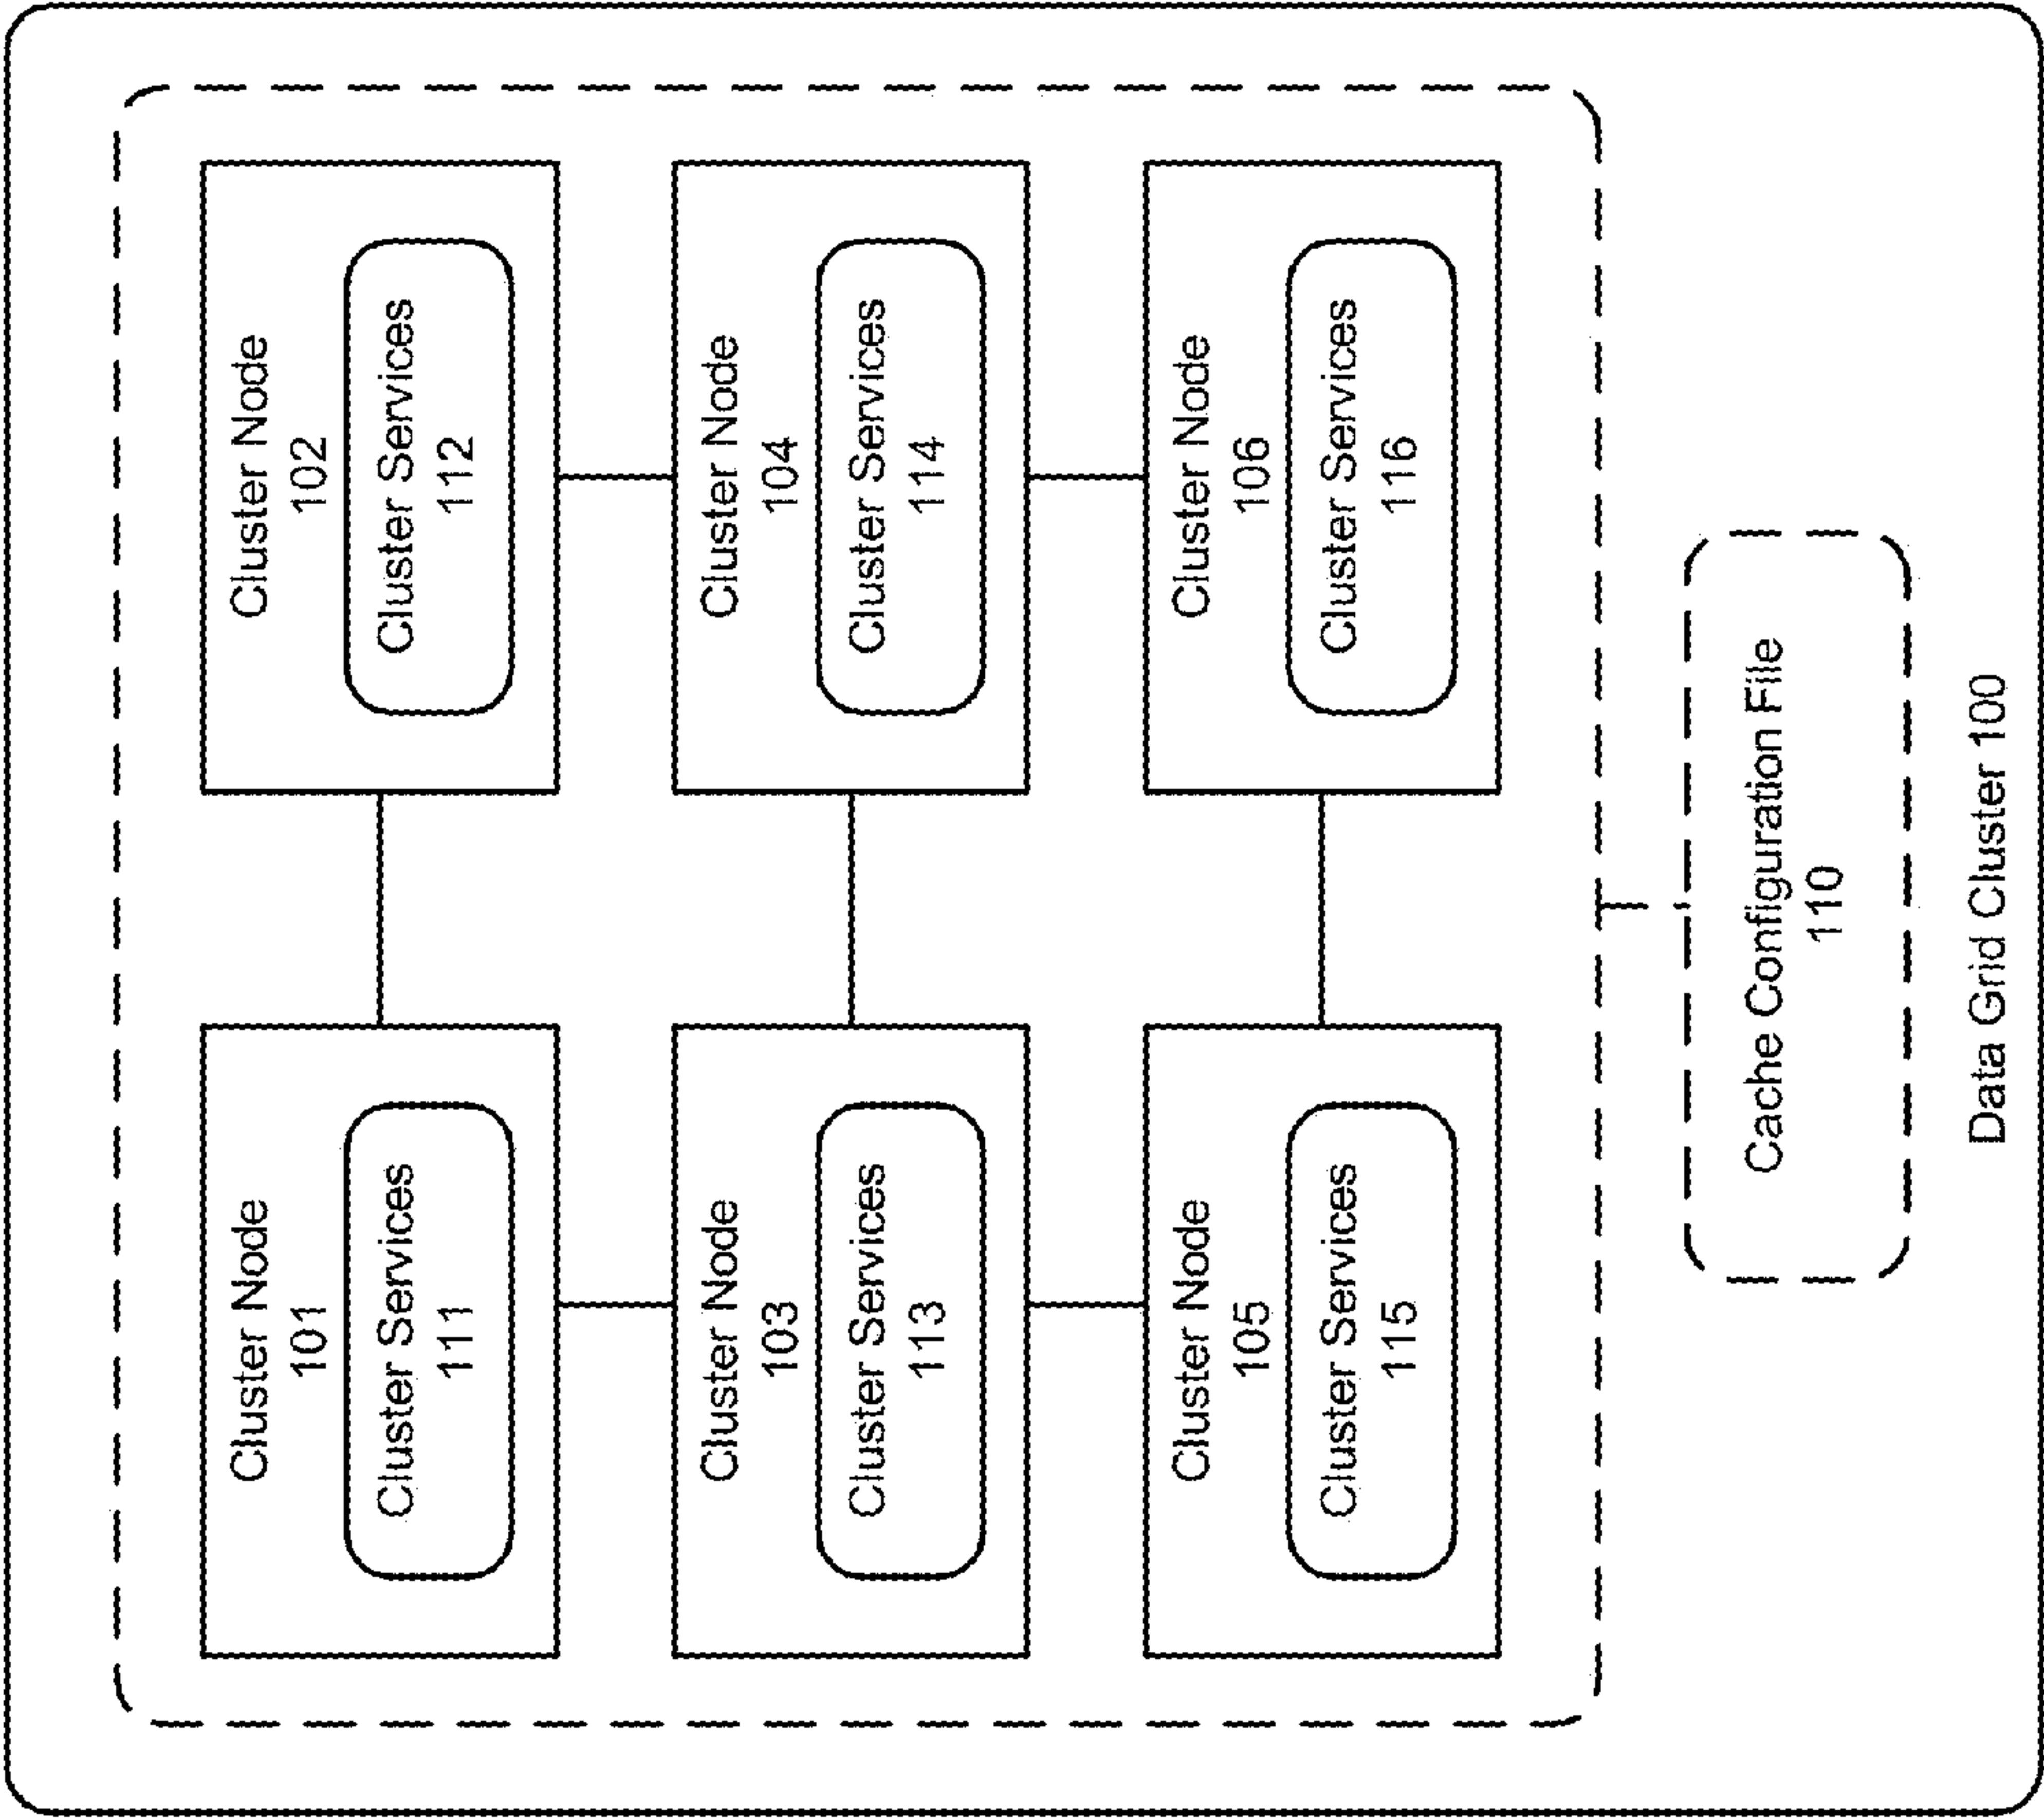 Cluster Node
101
Cluster Services
111
Cluster Node
102
Cluster Services
112
Cluster Node
103
Cluster Services
113
Cluster Node
104
Cluster Services
114
Cluster Node
105
Cluster Services
115
Cluster Node
106
Cluster Services
116
Cache Configuration File
110
Data Grid Cluster 100